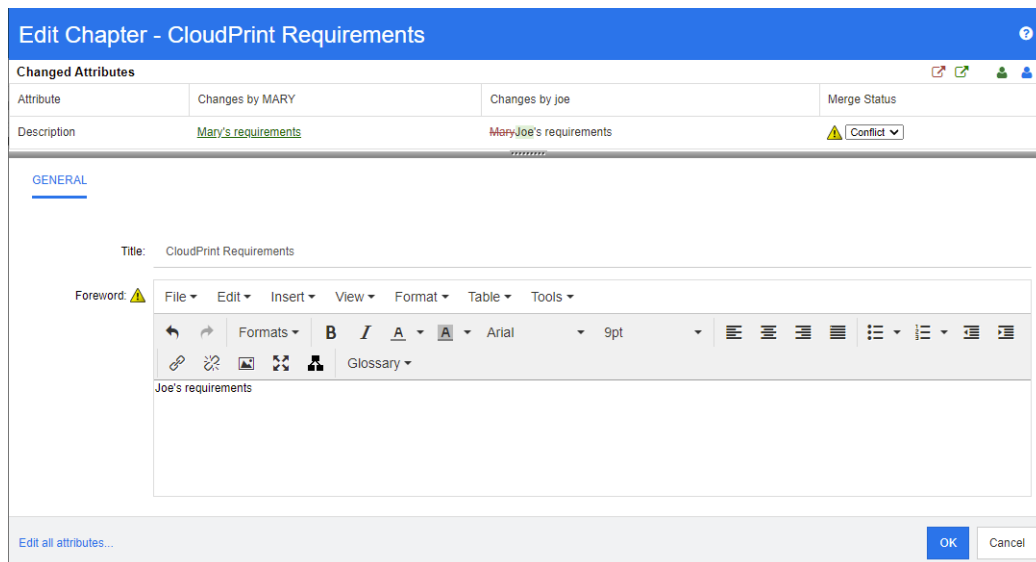 Edit Chapter - CloudPrint Requirements
Changed Attributes
Attribute Changes by MARY Changes by joe Merge Status
Description Mary's requirements MaryJoe's requirements Conflict
GENERAL
Title: CloudPrint Requirements
Foreword: File Edit Insert View Format Table Tools
Formats B I A A Arial 9pt
Glossary
Joe's requirements
Edit all attributes... OK Cancel